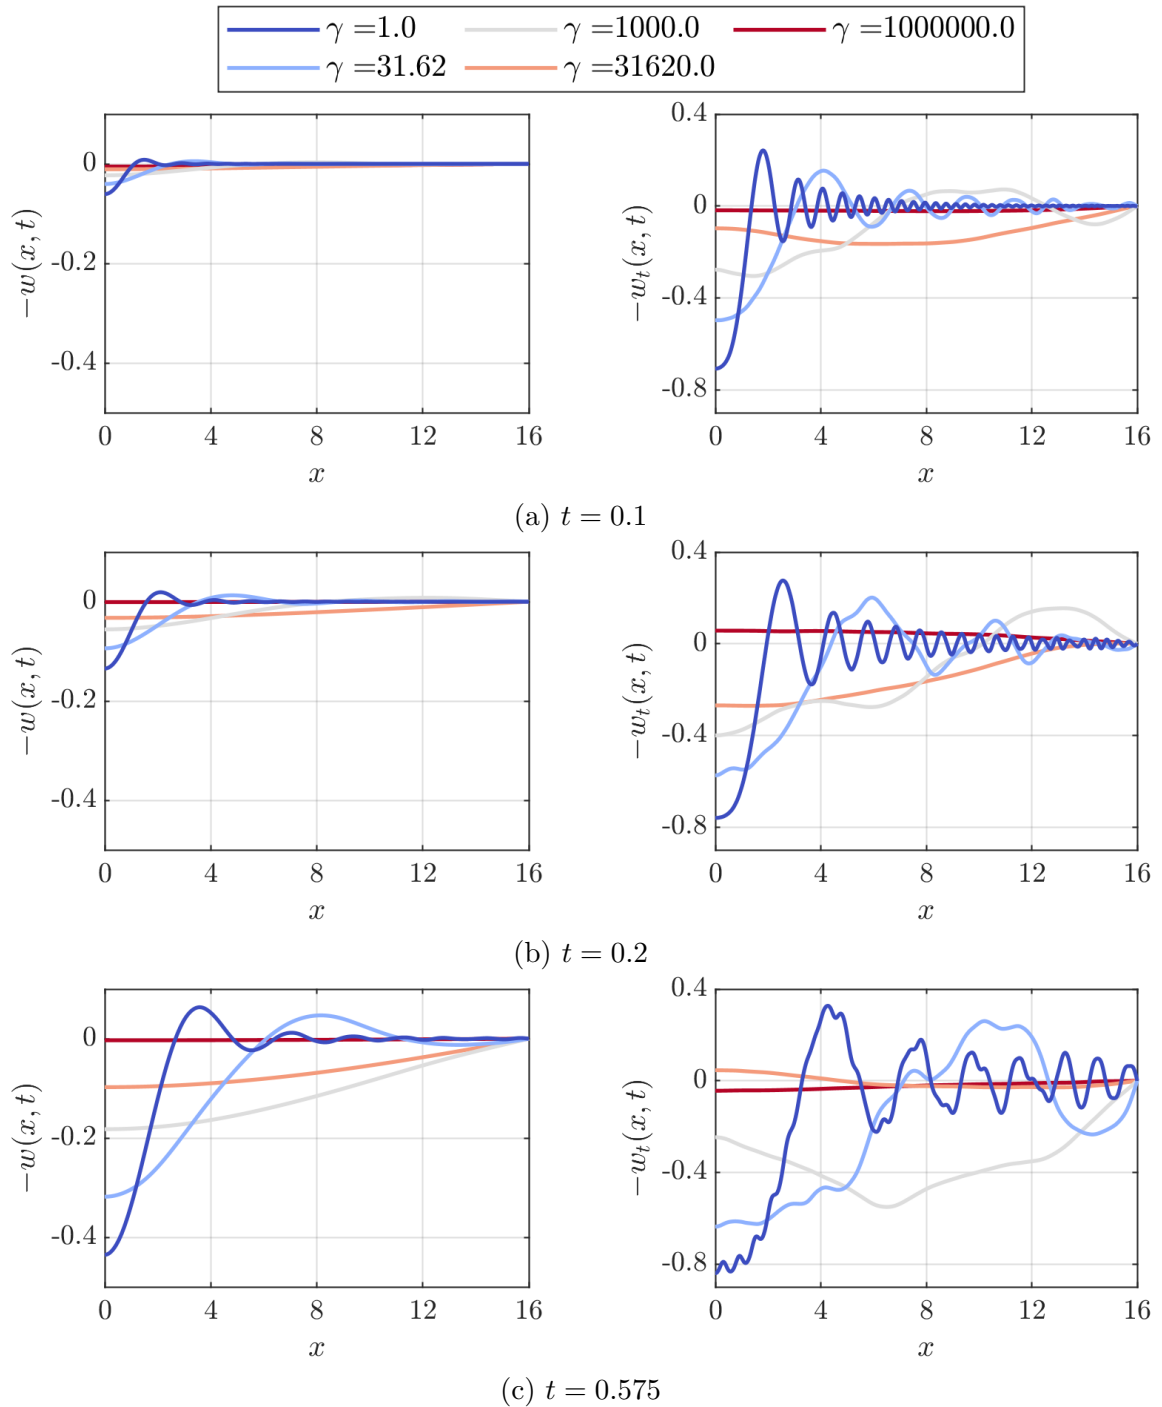 γ =1.0 γ =1000.0 γ =1000000.0
γ =31.62 γ =31620.0
0
-0.2
-0.4
−w(x, t)
0 4 8 12 16
x
0.4
0
-0.4
-0.8
−wₜ(x, t)
0 4 8 12 16
x
(a) t = 0.1
0
-0.2
-0.4
−w(x, t)
0 4 8 12 16
x
0.4
0
-0.4
-0.8
−wₜ(x, t)
0 4 8 12 16
x
(b) t = 0.2
0
-0.2
-0.4
−w(x, t)
0 4 8 12 16
x
0.4
0
-0.4
-0.8
−wₜ(x, t)
0 4 8 12 16
x
(c) t = 0.575